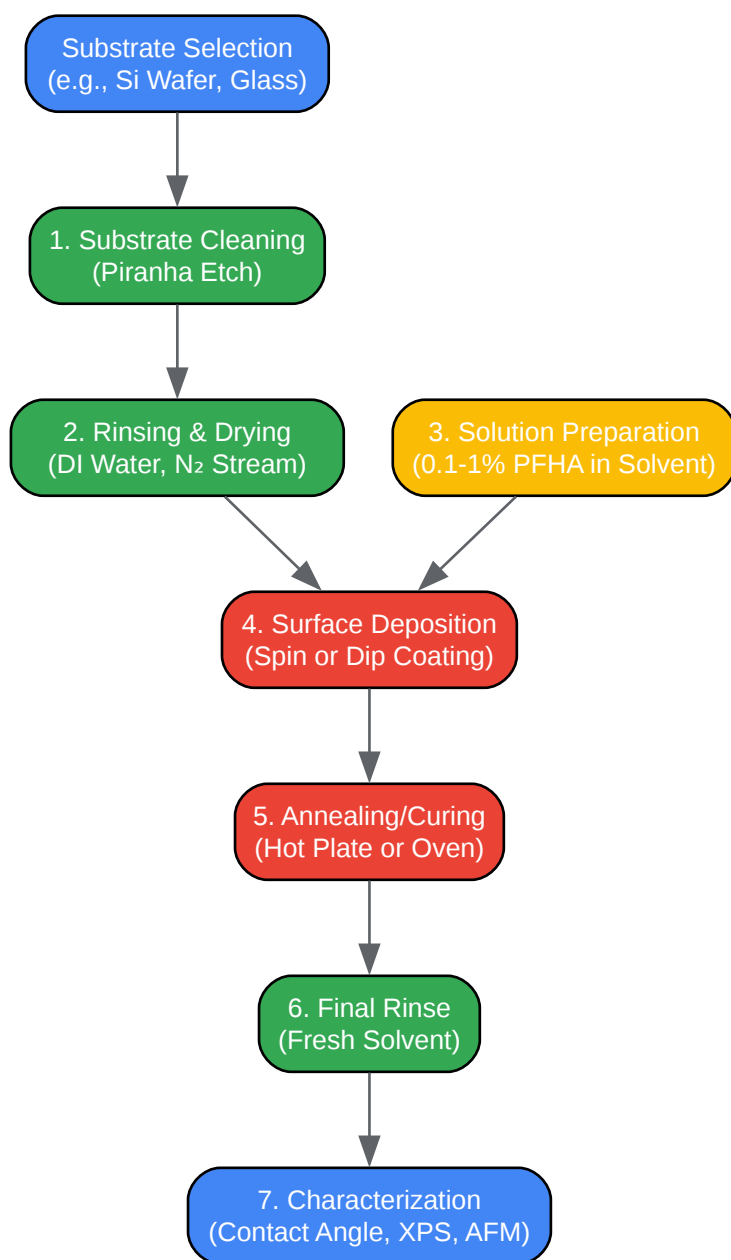 Substrate Selection
(e.g., Si Wafer, Glass)
1. Substrate Cleaning
(Piranha Etch)
2. Rinsing & Drying
(DI Water, N₂ Stream)
3. Solution Preparation
(0.1-1% PFHA in Solvent)
4. Surface Deposition
(Spin or Dip Coating)
5. Annealing/Curing
(Hot Plate or Oven)
6. Final Rinse
(Fresh Solvent)
7. Characterization
(Contact Angle, XPS, AFM)